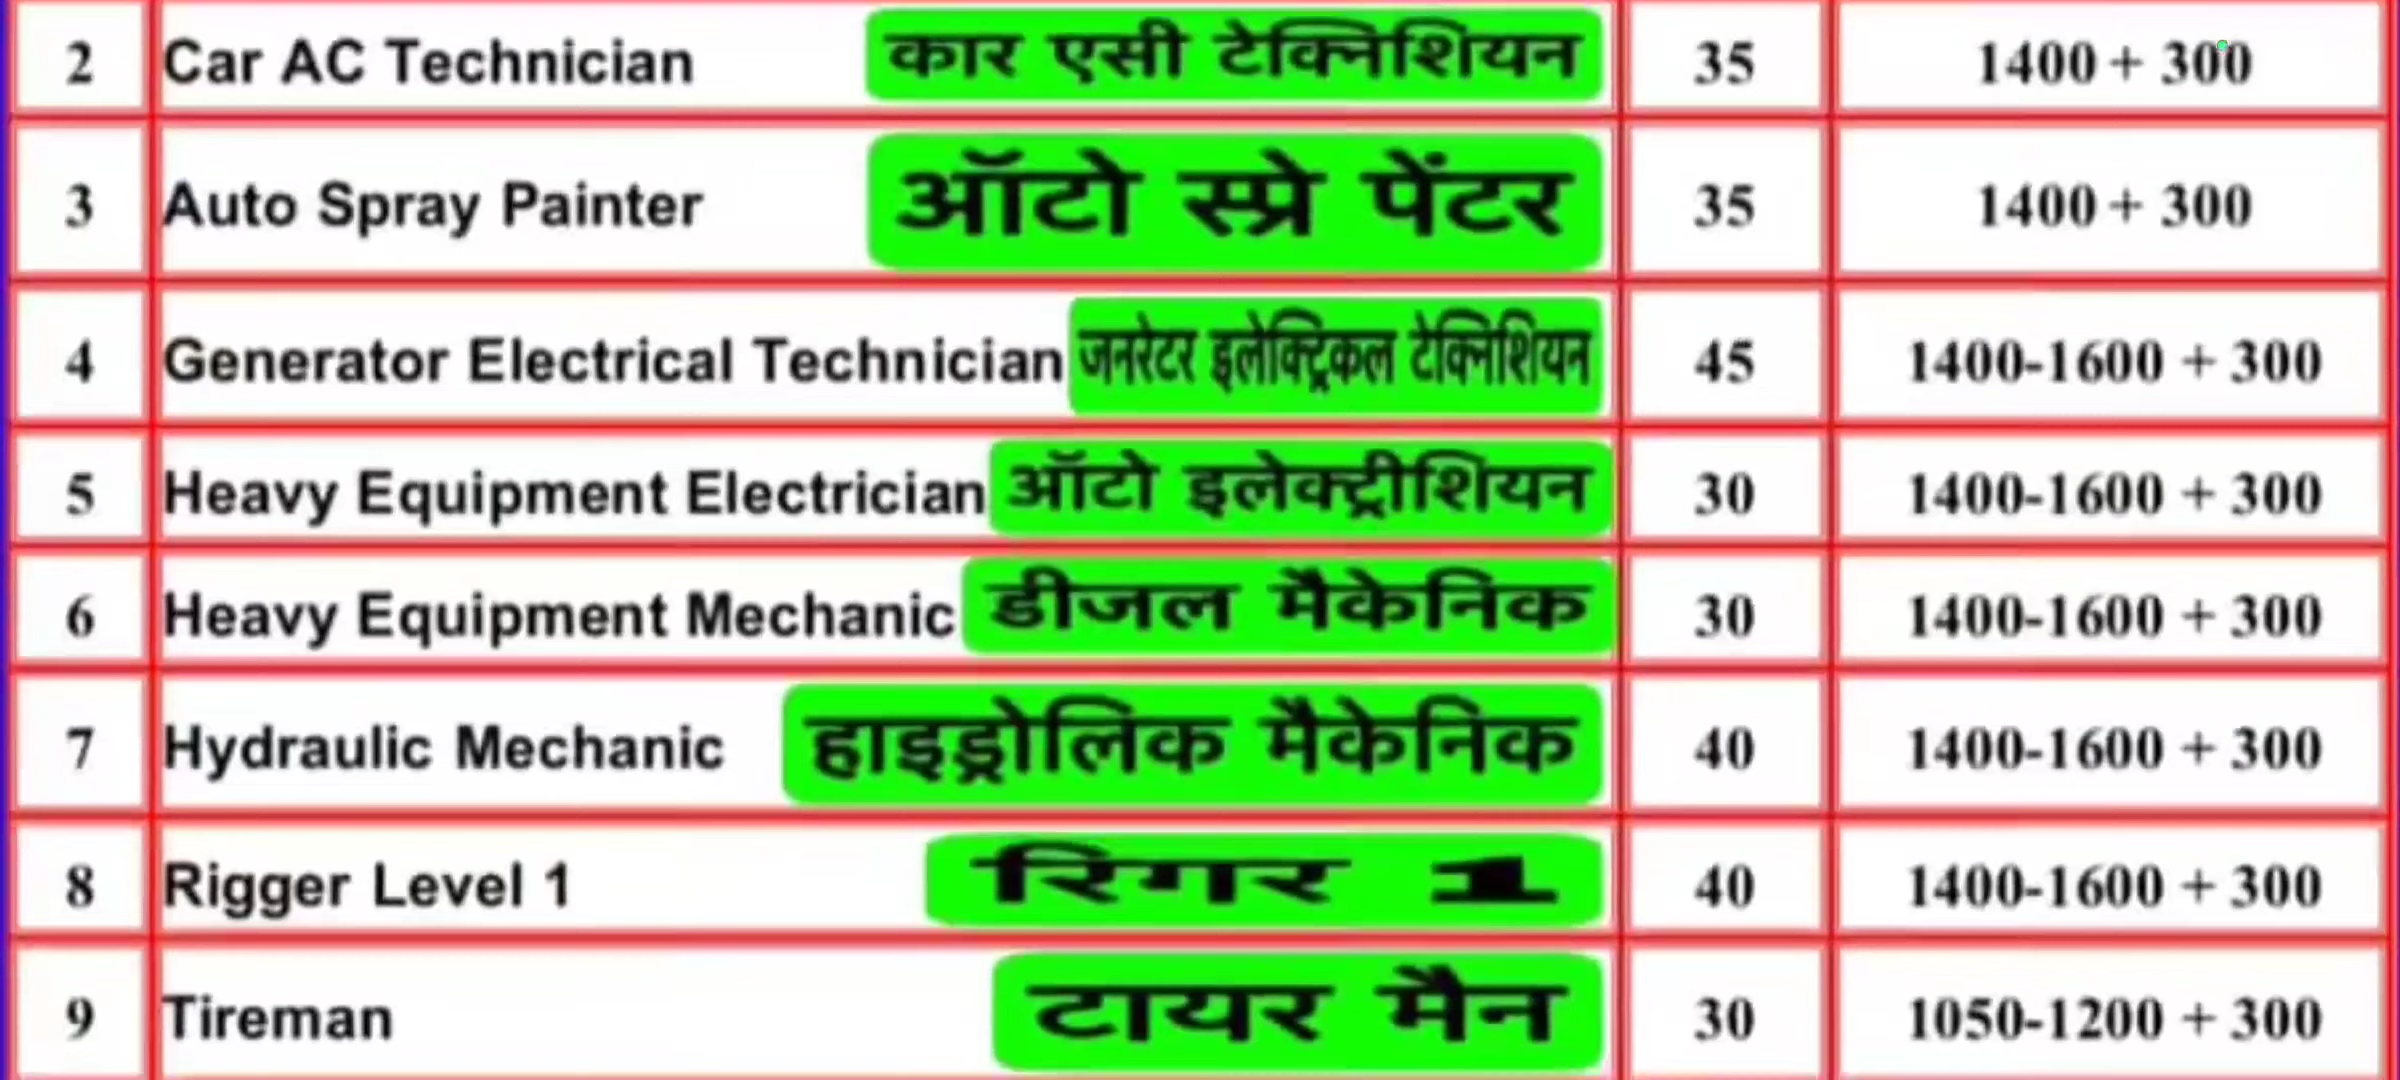 2 Car AC Technician कार एसी टेक्निशियन 35 1400 + 300
3 Auto Spray Painter ऑटो स्प्रे पेंटर 35 1400 + 300
4 Generator Electrical Technician जनरेटर इलेक्ट्रिकल टेक्निशियन 45 1400-1600 + 300
5 Heavy Equipment Electrician ऑटो इलेक्ट्रीशियन 30 1400-1600 + 300
6 Heavy Equipment Mechanic डीजल मैकेनिक 30 1400-1600 + 300
7 Hydraulic Mechanic हाइड्रोलिक मैकेनिक 40 1400-1600 + 300
8 Rigger Level 1 रिगर 1 40 1400-1600 + 300
9 Tireman टायर मैन 30 1050-1200 + 300